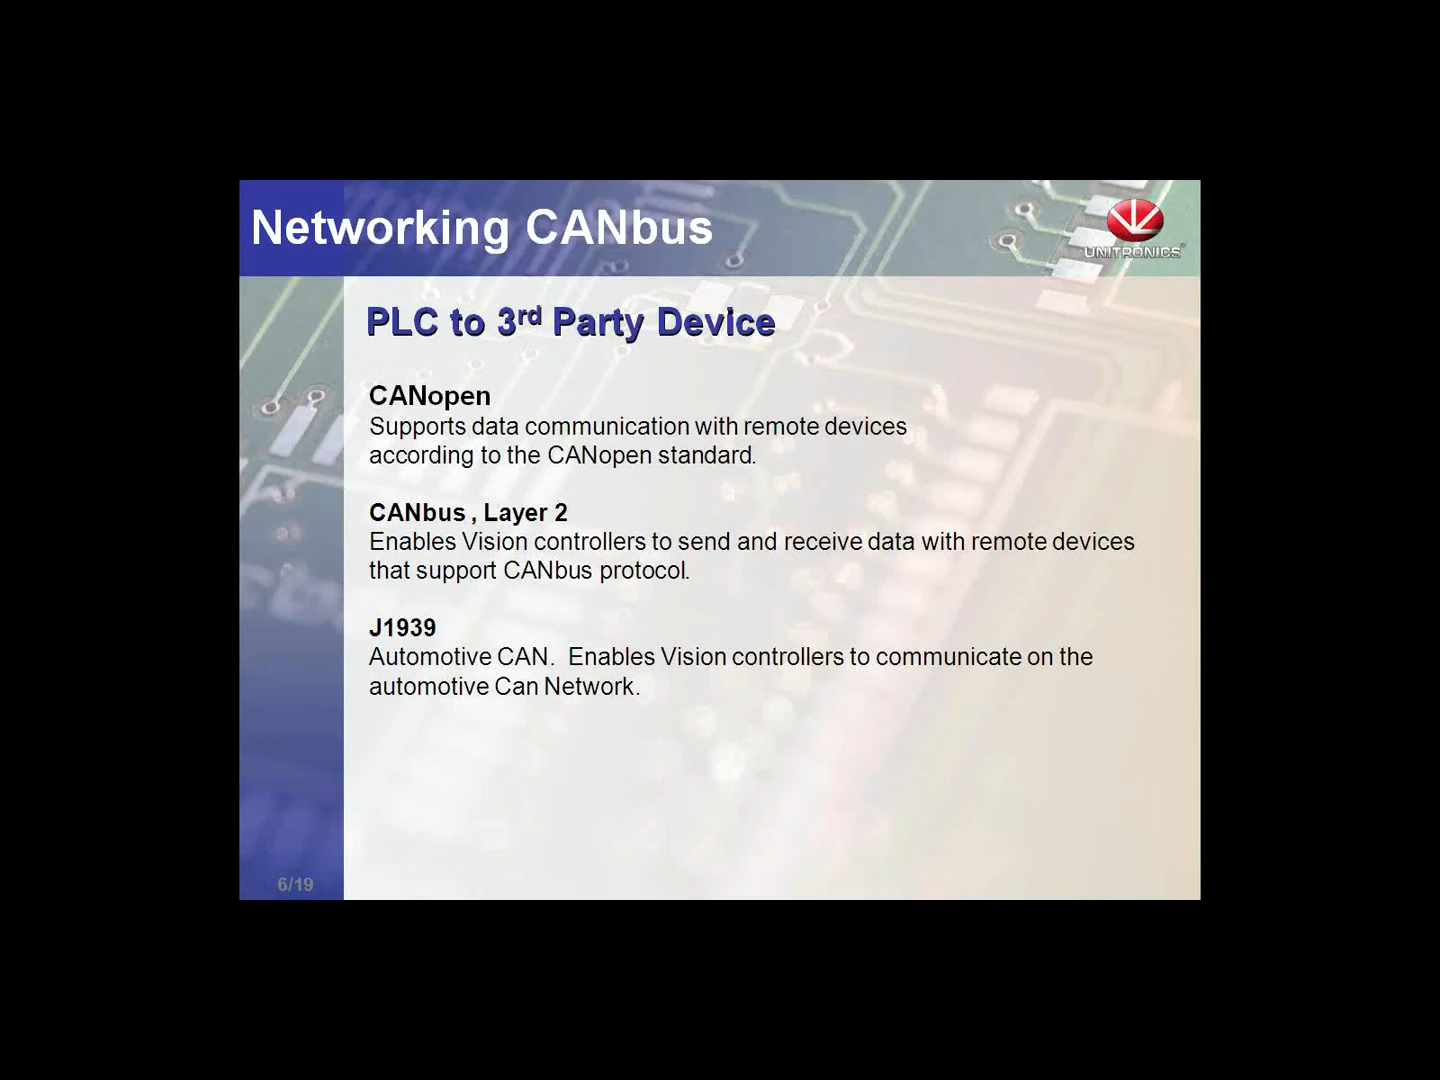 Networking CANbus
UNITRONICS®
PLC to 3rd Party Device
CANopen
Supports data communication with remote devices
according to the CANopen standard.
CANbus , Layer 2
Enables Vision controllers to send and receive data with remote devices
that support CANbus protocol.
J1939
Automotive CAN.  Enables Vision controllers to communicate on the
automotive Can Network.
6/19